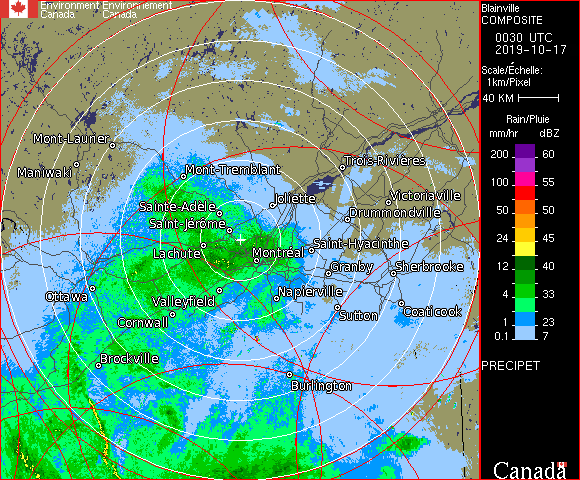 Environment Environnement
Canada Canada
Blainville
COMPOSITE
0030 UTC
2019-10-17
Scale/Échelle:
1km/Pixel
40 KM
Rain/Pluie
mm/hr dBZ
200 60
100 55
50 50
24 45
12 40
4 33
1 23
0.1 7
PRECIPET
Canada
Mont-Laurier
Maniwaki
Mont-Tremblant
Trois-Rivières
Joliette
Victoriaville
Sainte-Adèle
Drummondville
Saint-Jérôme
Saint-Hyacinthe
Lachute
Montréal
Granby
Sherbrooke
Ottawa
Valleyfield
Napierville
Cornwall
Sutton
Coaticook
Brockville
Burlington